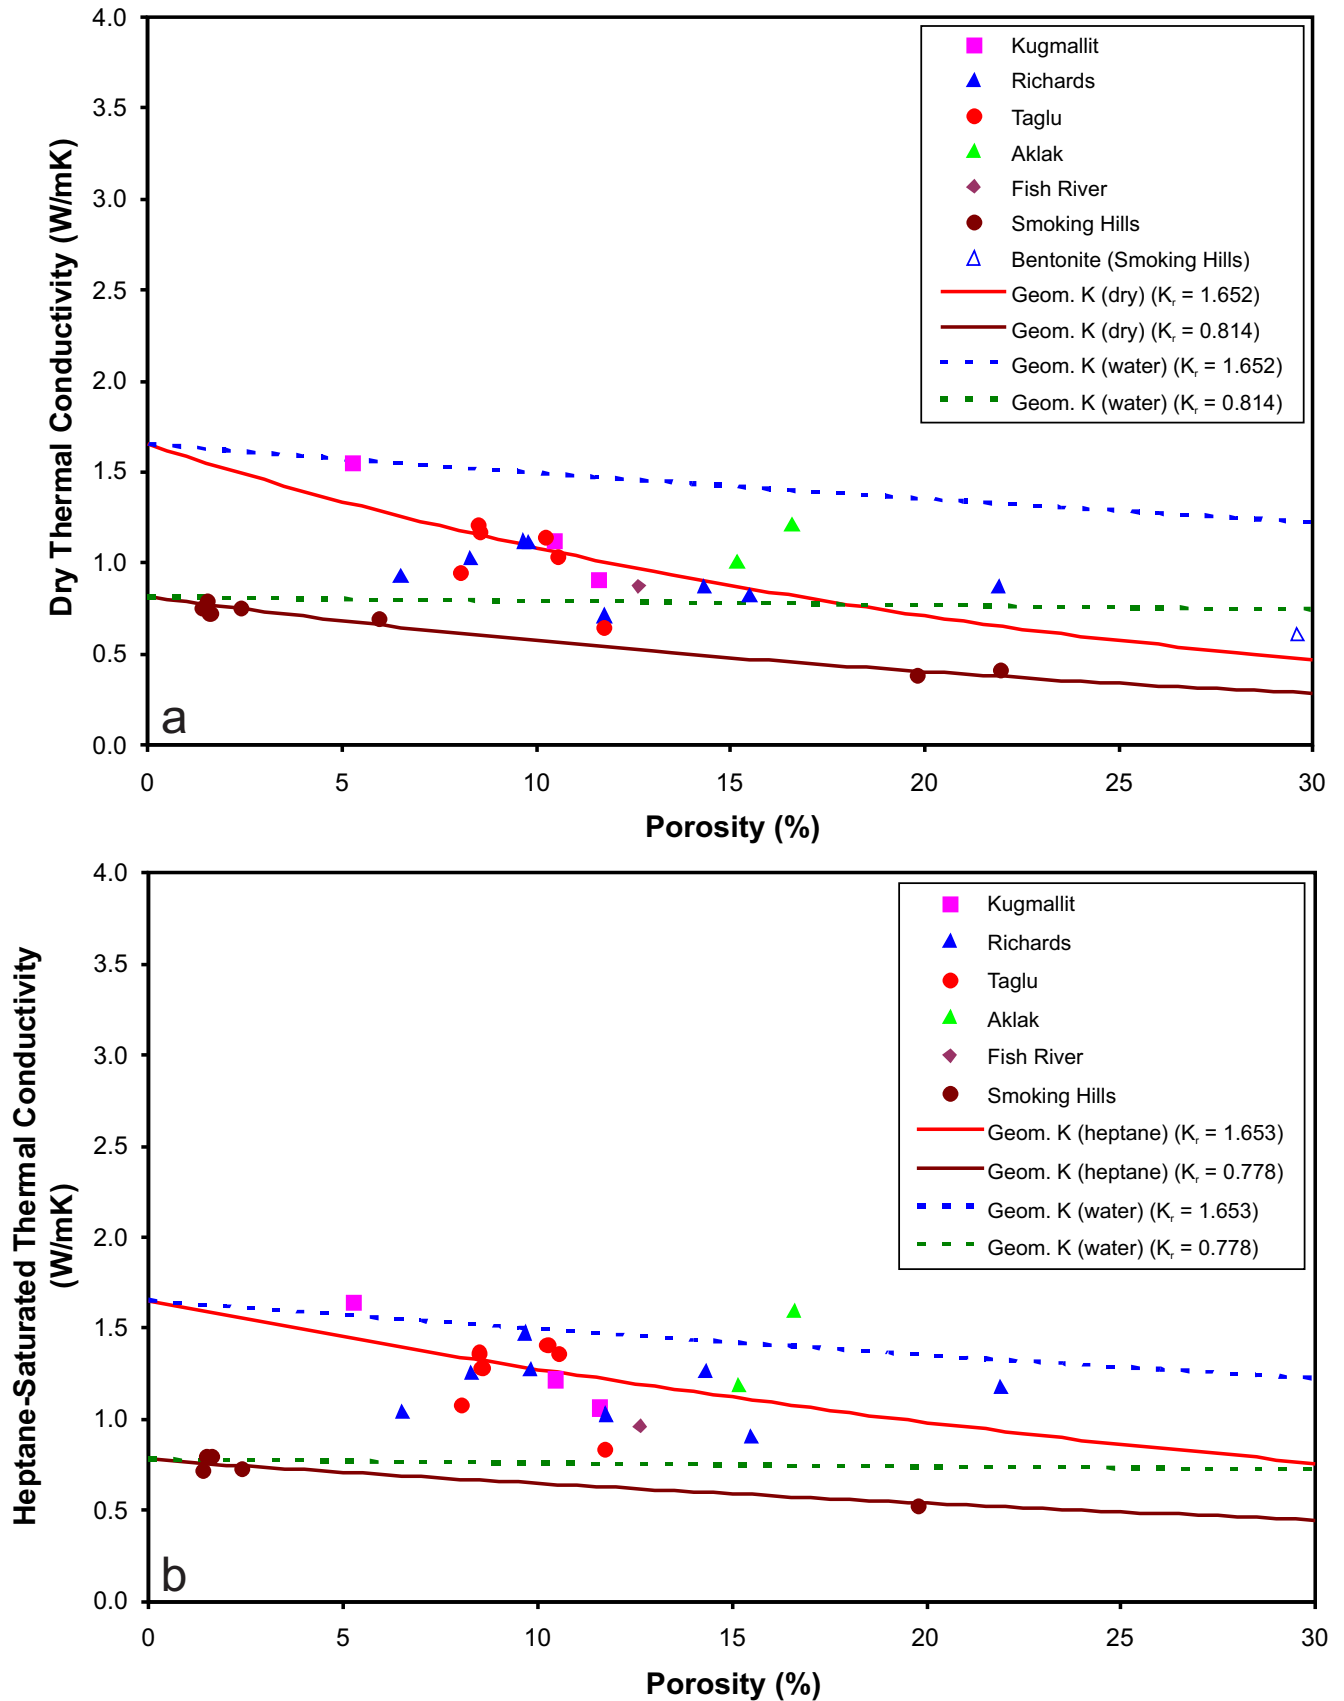 4.0
3.5
3.0
2.5
2.0
1.5
1.0
0.5
0.0
Dry Thermal Conductivity (W/mK)
Kugmallit
Richards
Taglu
Aklak
Fish River
Smoking Hills
Bentonite (Smoking Hills)
Geom. K (dry) (Kr = 1.652)
Geom. K (dry) (Kr = 0.814)
Geom. K (water) (Kr = 1.652)
Geom. K (water) (Kr = 0.814)
a
0 5 10 15 20 25 30
Porosity (%)
4.0
3.5
3.0
2.5
2.0
1.5
1.0
0.5
0.0
Heptane-Saturated Thermal Conductivity
(W/mK)
Kugmallit
Richards
Taglu
Aklak
Fish River
Smoking Hills
Geom. K (heptane) (Kr = 1.653)
Geom. K (heptane) (Kr = 0.778)
Geom. K (water) (Kr = 1.653)
Geom. K (water) (Kr = 0.778)
b
0 5 10 15 20 25 30
Porosity (%)